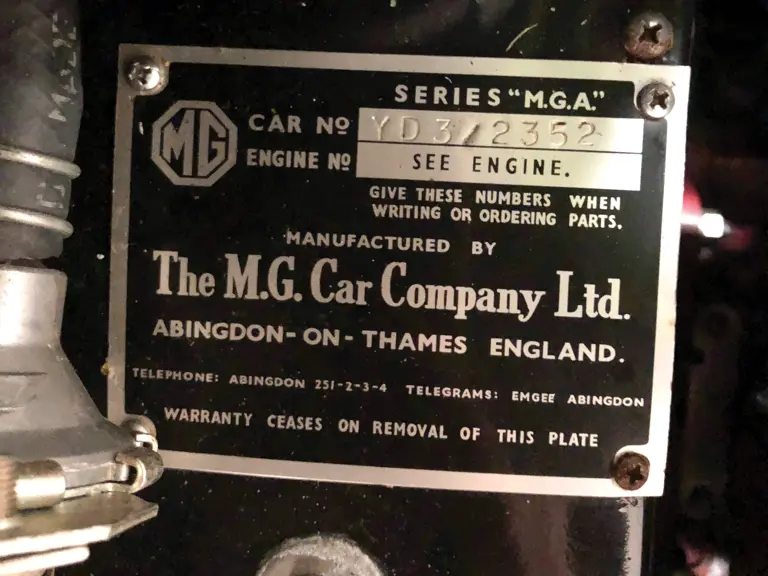 SERIES "M.G.A."
MG
CAR Nº YD3/2352
ENGINE Nº SEE ENGINE.
GIVE THESE NUMBERS WHEN
WRITING OR ORDERING PARTS.
MANUFACTURED BY
The M.G. Car Company Ltd.
ABINGDON-ON-THAMES ENGLAND.
TELEPHONE: ABINGDON 251-2-3-4 TELEGRAMS: EMGEE ABINGDON
WARRANTY CEASES ON REMOVAL OF THIS PLATE